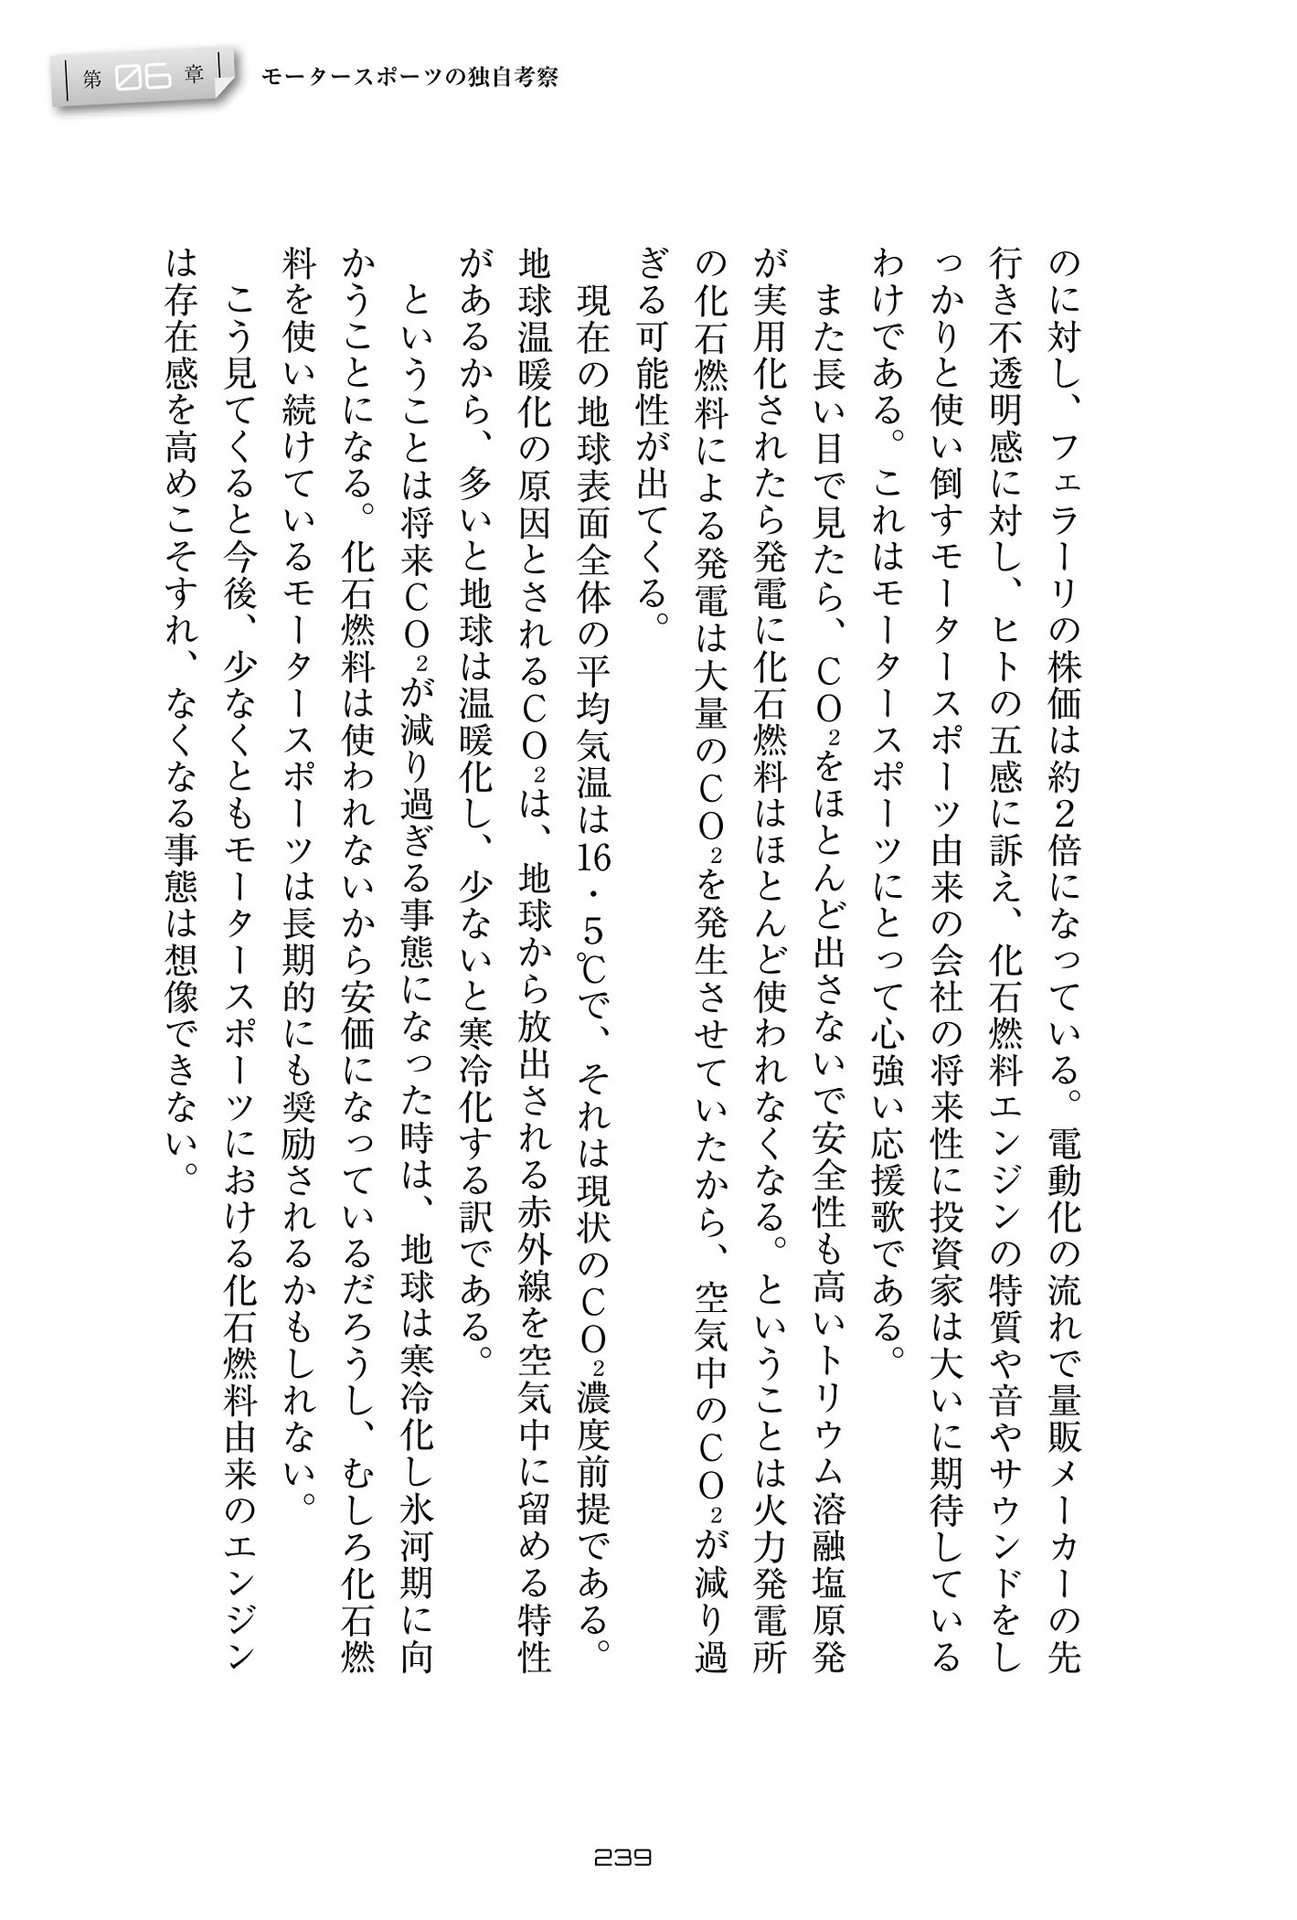 第06章 モータースポーツの独自考察
のに対し、フェラーリの株価は約2倍になっている。電動化の流れで量販メーカーの先
行き不透明感に対し、ヒトの五感に訴え、化石燃料エンジンの特質や音やサウンドをし
っかりと使い倒すモータースポーツ由来の会社の将来性に投資家は大いに期待している
わけである。これはモータースポーツにとって心強い応援歌である。
また長い目で見たら、CO₂をほとんど出さないで安全性も高いトリウム溶融塩原発
が実用化されたら発電に化石燃料はほとんど使われなくなる。ということは火力発電所
の化石燃料による発電は大量のCO₂を発生させていたから、空気中のCO₂が減り過
ぎる可能性が出てくる。
現在の地球表面全体の平均気温は16・5℃で、それは現状のCO₂濃度前提である。
地球温暖化の原因とされるCO₂は、地球から放出される赤外線を空気中に留める特性
があるから、多いと地球は温暖化し、少ないと寒冷化する訳である。
ということは将来CO₂が減り過ぎる事態になった時は、地球は寒冷化し氷河期に向
かうことになる。化石燃料は使われないから安価になっているだろうし、むしろ化石燃
料を使い続けているモータースポーツは長期的にも奨励されるかもしれない。
こう見てくると今後、少なくともモータースポーツにおける化石燃料由来のエンジン
は存在感を高めこそすれ、なくなる事態は想像できない。
239